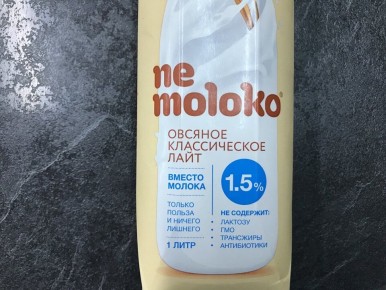 ne
moloko®
ОВСЯНОЕ
КЛАССИЧЕСКОЕ
ЛАЙТ
ВМЕСТО
МОЛОКА
1.5%
ТОЛЬКО
ПОЛЬЗА
И НИЧЕГО
ЛИШНЕГО
1 ЛИТР
НЕ СОДЕРЖИТ:
• ЛАКТОЗУ
• ГМО
• ТРАНСЖИРЫ
• АНТИБИОТИКИ